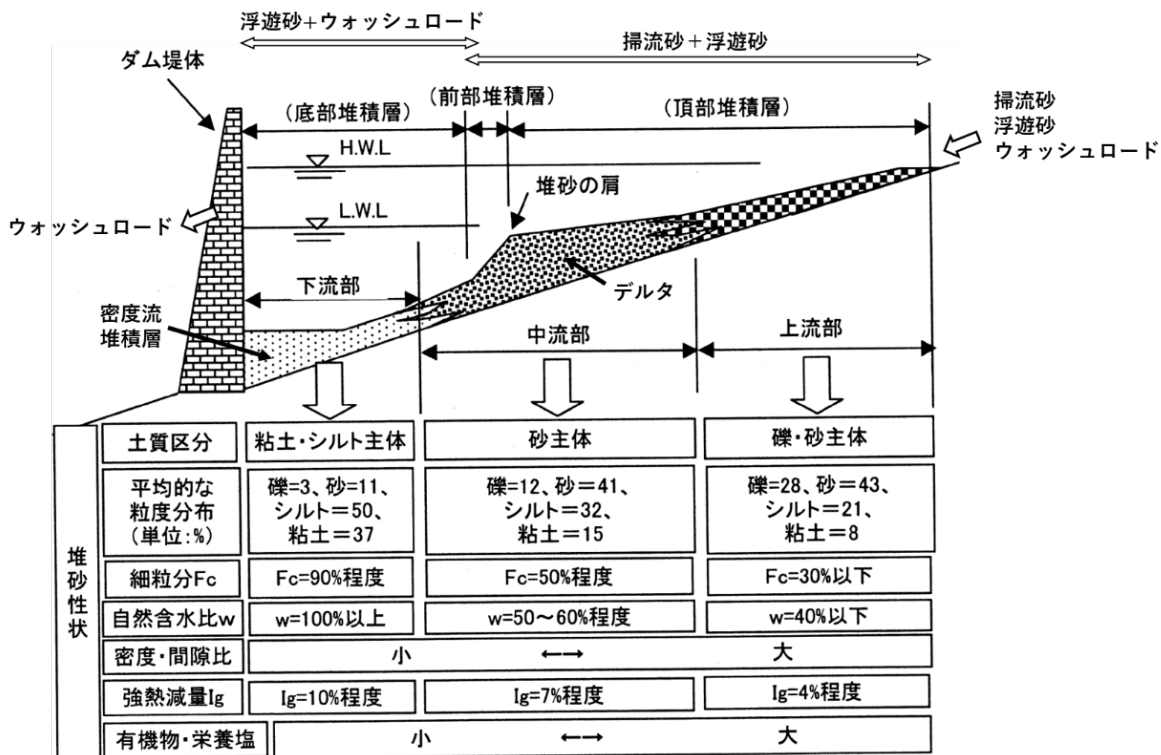 浮遊砂+ウォッシュロード
掃流砂+浮遊砂
ダム堤体
(底部堆積層)
(前部堆積層)
(頂部堆積層)
掃流砂
浮遊砂
ウォッシュロード
H.W.L
堆砂の肩
L.W.L
ウォッシュロード
下流部
デルタ
密度流
堆積層
中流部
上流部
堆砂性状
土質区分
粘土・シルト主体
砂主体
礫・砂主体
平均的な
粒度分布
(単位:%)
礫=3、砂=11、
シルト=50、
粘土=37
礫=12、砂=41、
シルト=32、
粘土=15
礫=28、砂=43、
シルト=21、
粘土=8
細粒分Fc
Fc=90%程度
Fc=50%程度
Fc=30%以下
自然含水比w
w=100%以上
w=50〜60%程度
w=40%以下
密度・間隙比
小 ←→ 大
強熱減量Ig
Ig=10%程度
Ig=7%程度
Ig=4%程度
有機物・栄養塩
小 ←→ 大